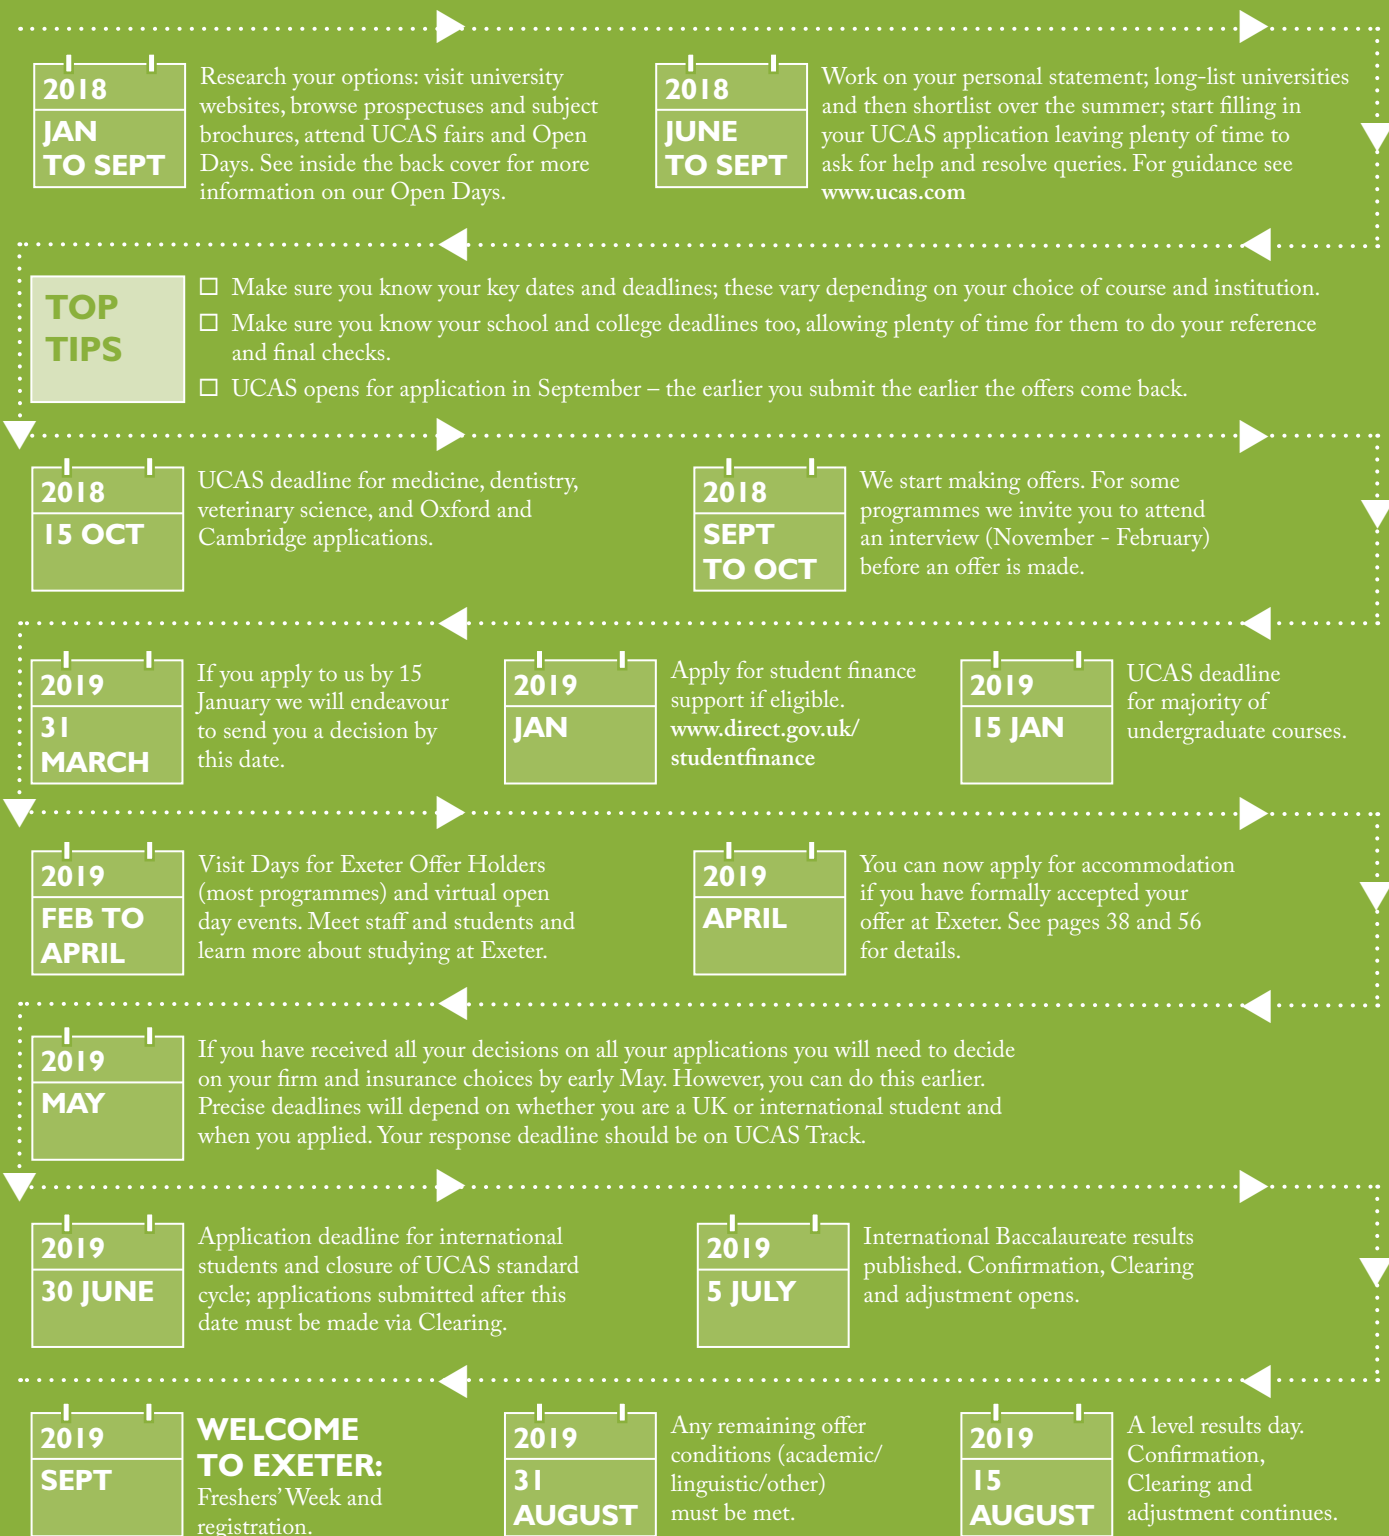 2018
JAN
TO SEPT
Research your options: visit university
websites, browse prospectuses and subject
brochures, attend UCAS fairs and Open
Days. See inside the back cover for more
information on our Open Days.
2018
JUNE
TO SEPT
Work on your personal statement; long-list universities
and then shortlist over the summer; start filling in
your UCAS application leaving plenty of time to
ask for help and resolve queries. For guidance see
www.ucas.com
TOP
TIPS
Make sure you know your key dates and deadlines; these vary depending on your choice of course and institution.
Make sure you know your school and college deadlines too, allowing plenty of time for them to do your reference
and final checks.
UCAS opens for application in September – the earlier you submit the earlier the offers come back.
2018
15 OCT
UCAS deadline for medicine, dentistry,
veterinary science, and Oxford and
Cambridge applications.
2018
SEPT
TO OCT
We start making offers. For some
programmes we invite you to attend
an interview (November - February)
before an offer is made.
2019
31
MARCH
If you apply to us by 15
January we will endeavour
to send you a decision by
this date.
2019
JAN
Apply for student finance
support if eligible.
www.direct.gov.uk/
studentfinance
2019
15 JAN
UCAS deadline
for majority of
undergraduate courses.
2019
FEB TO
APRIL
Visit Days for Exeter Offer Holders
(most programmes) and virtual open
day events. Meet staff and students and
learn more about studying at Exeter.
2019
APRIL
You can now apply for accommodation
if you have formally accepted your
offer at Exeter. See pages 38 and 56
for details.
2019
MAY
If you have received all your decisions on all your applications you will need to decide
on your firm and insurance choices by early May. However, you can do this earlier.
Precise deadlines will depend on whether you are a UK or international student and
when you applied. Your response deadline should be on UCAS Track.
2019
30 JUNE
Application deadline for international
students and closure of UCAS standard
cycle; applications submitted after this
date must be made via Clearing.
2019
5 JULY
International Baccalaureate results
published. Confirmation, Clearing
and adjustment opens.
2019
SEPT
WELCOME
TO EXETER:
Freshers' Week and
registration.
2019
31
AUGUST
Any remaining offer
conditions (academic/
linguistic/other)
must be met.
2019
15
AUGUST
A level results day.
Confirmation,
Clearing and
adjustment continues.